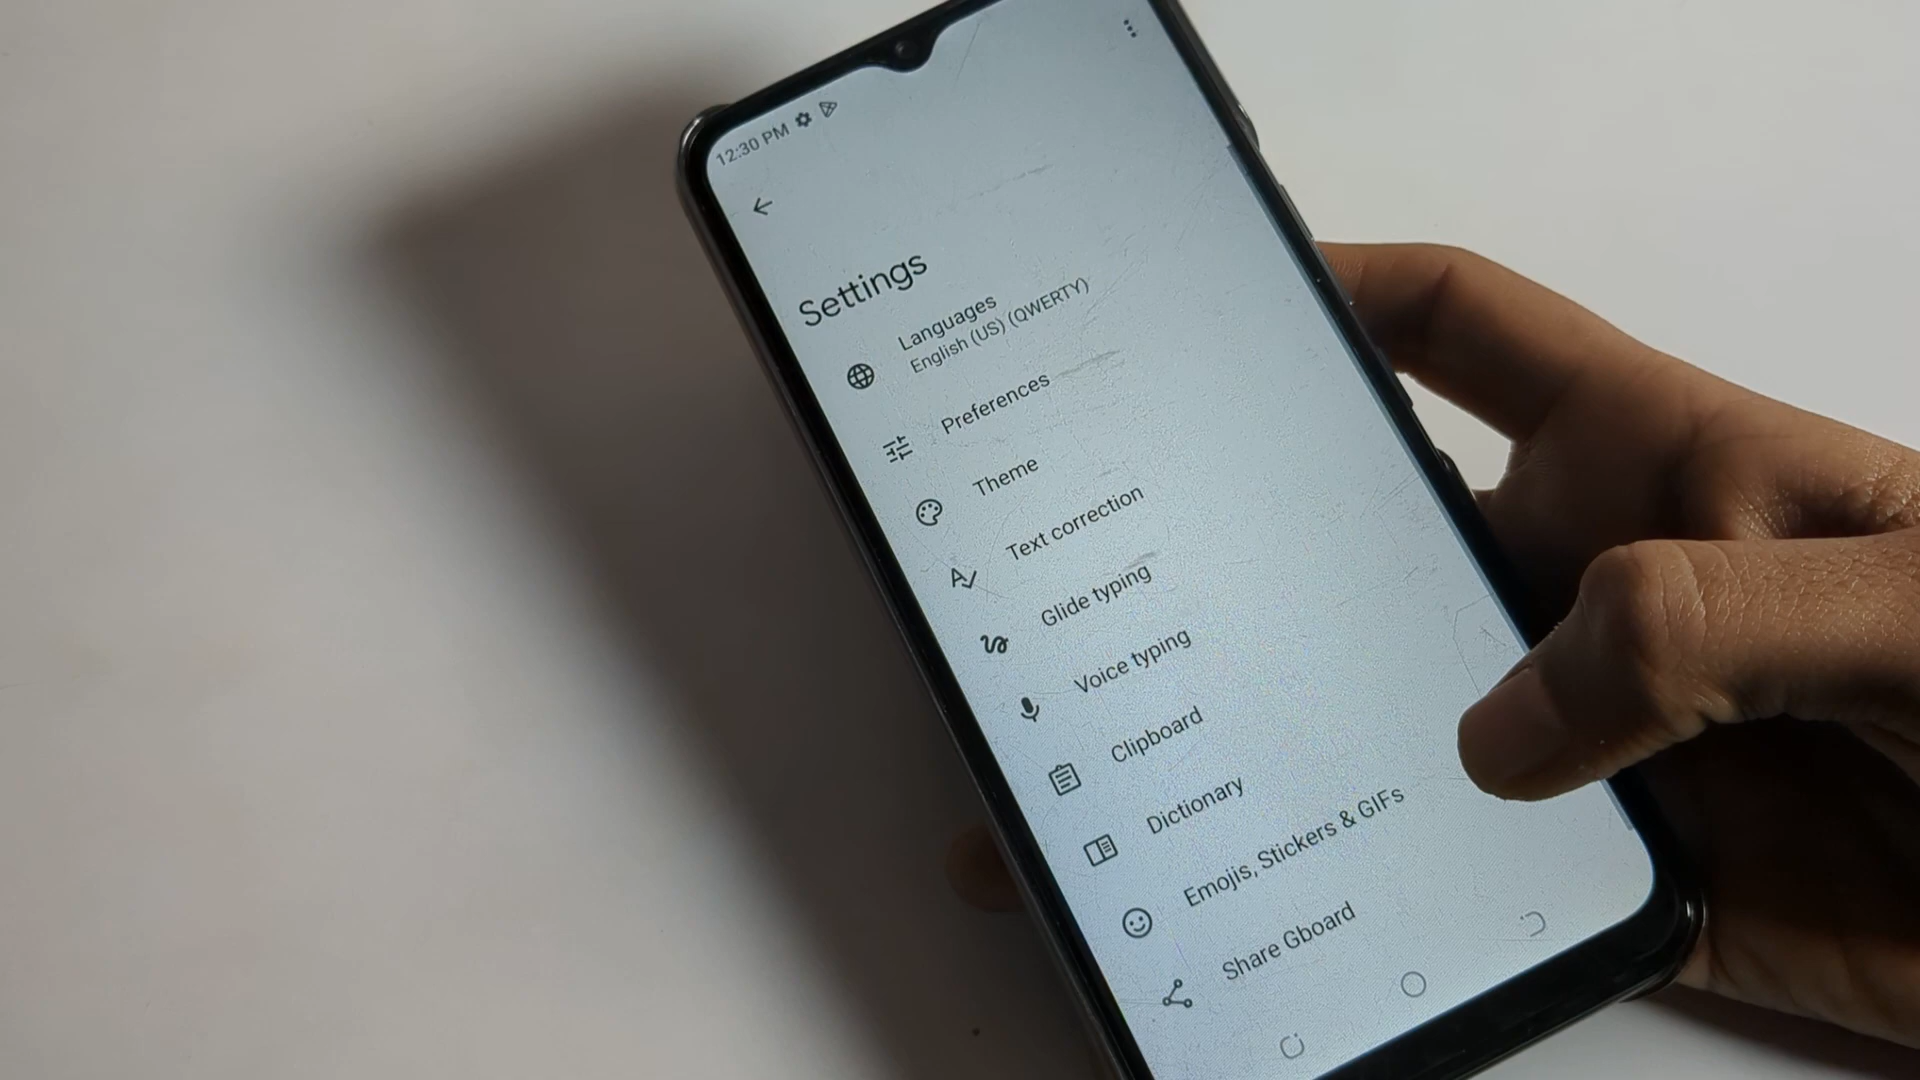 12:30 PM
Settings
Languages
English (US) (QWERTY)
Preferences
Theme
Text correction
Glide typing
Voice typing
Clipboard
Dictionary
Emojis, Stickers & GIFs
Share Gboard